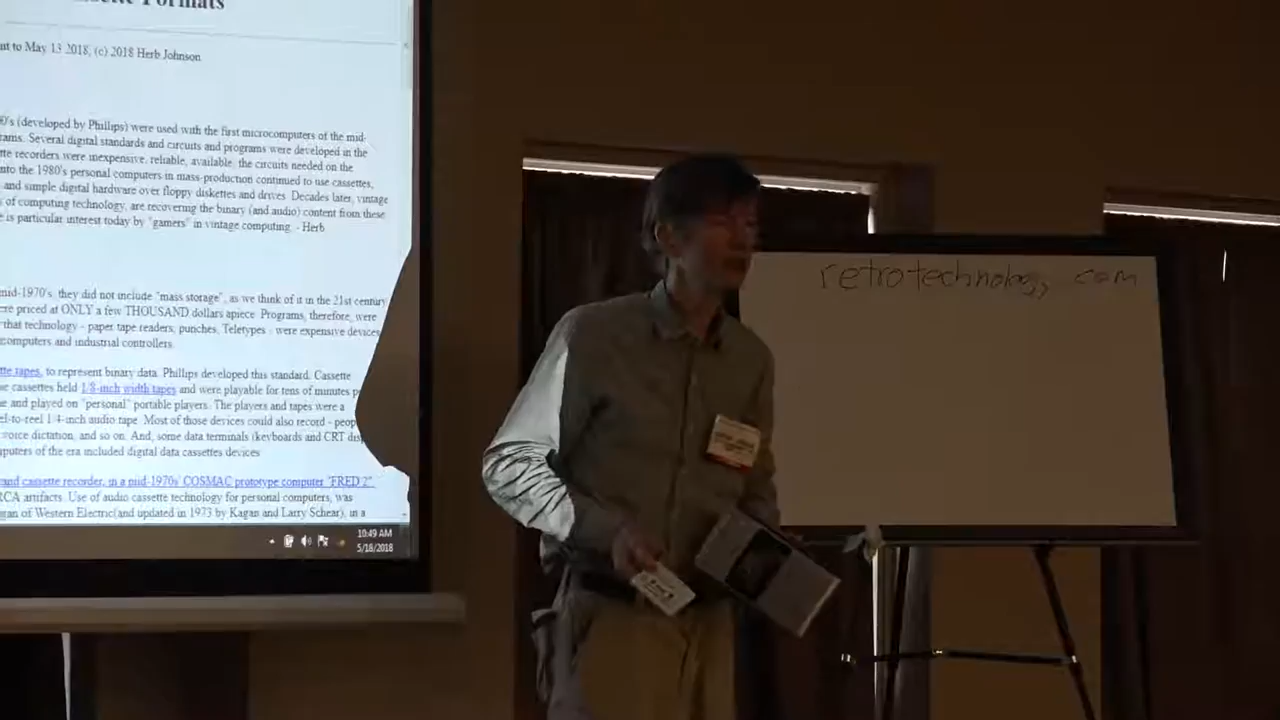 Formats
to May 13 2018, (c) 2018 Herb Johnson
(developed by Phillips) were used with the first microcomputers of the mid-
Several digital standards and circuits and programs were developed in the
recorders were inexpensive, reliable, available, the circuits needed on the
into the 1980's personal computers in mass-production continued to use cassettes,
and simple digital hardware over floppy diskettes and drives. Decades later, vintage
of computing technology, are recovering the binary (and audio) content from these
is particular interest today by "gamers" in vintage computing. - Herb
mid-1970's, they did not include "mass storage", as we think of it in the 21st century
priced at ONLY a few THOUSAND dollars apiece. Programs, therefore, were
that technology - paper tape readers, punches, Teletypes - were expensive devices
computers and industrial controllers.
tapes, to represent binary data. Phillips developed this standard. Cassette
cassettes held 1/8-inch width tapes and were playable for tens of minutes
and played on "personal" portable players. The players and tapes were a
1/4-inch audio tape. Most of those devices could also record -
voice dictation, and so on. And, some data terminals (keyboards and CRT
of the era included digital data cassettes devices
and cassette recorder, in a mid-1970s' COSMAC prototype computer "FRED 2".
RCA artifacts. Use of audio cassette technology for personal computers, was
of Western Electric(and updated in 1973 by Kagan and Larry Schear), in a
10:49 AM
5/18/2018
retrotechnology.com